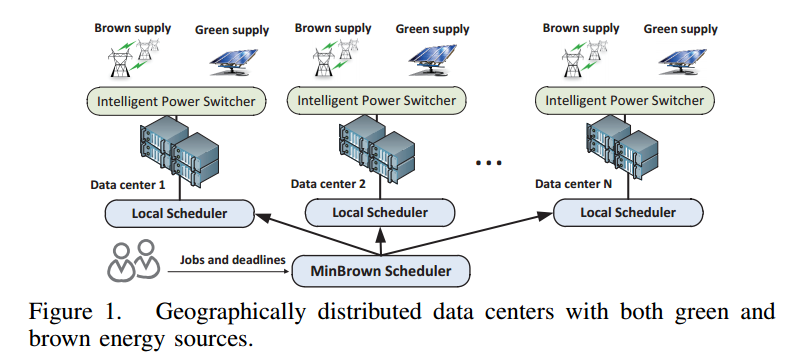 Brown supply Green supply Brown supply Green supply Brown supply Green supply
Intelligent Power Switcher Intelligent Power Switcher Intelligent Power Switcher
...
Data center 1 Data center 2 Data center N
Local Scheduler Local Scheduler Local Scheduler
Jobs and deadlines
MinBrown Scheduler
Figure 1. Geographically distributed data centers with both green and
brown energy sources.